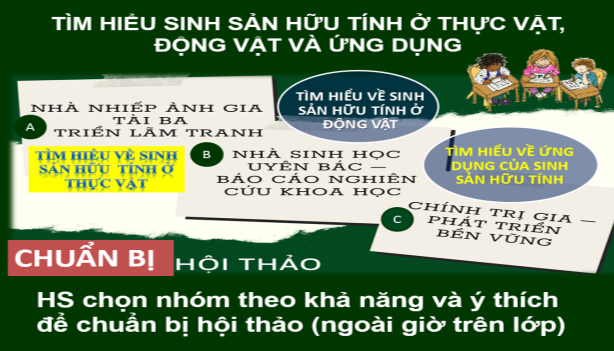 TÌM HIỂU SINH SẢN HỮU TÍNH Ở THỰC VẬT,
ĐỘNG VẬT VÀ ỨNG DỤNG
A
NHÀ NHIẾP ẢNH GIA
TÀI BA
TRIỂN LÃM TRANH
TÌM HIỂU VỀ SINH
SẢN HỮU TÍNH Ở
THỰC VẬT
TÌM HIỂU VỀ SINH
SẢN HỮU TÍNH Ở
ĐỘNG VẬT
B
NHÀ SINH HỌC
UYÊN BÁC –
BÁO CÁO NGHIÊN
CỨU KHOA HỌC
TÌM HIỂU VỀ ỨNG
DỤNG CỦA SINH
SẢN HỮU TÍNH
C
CHÍNH TRỊ GIA –
PHÁT TRIỂN
BỀN VỮNG
CHUẨN BỊ HỘI THẢO
HS chọn nhóm theo khả năng và ý thích
để chuẩn bị hội thảo (ngoài giờ trên lớp)